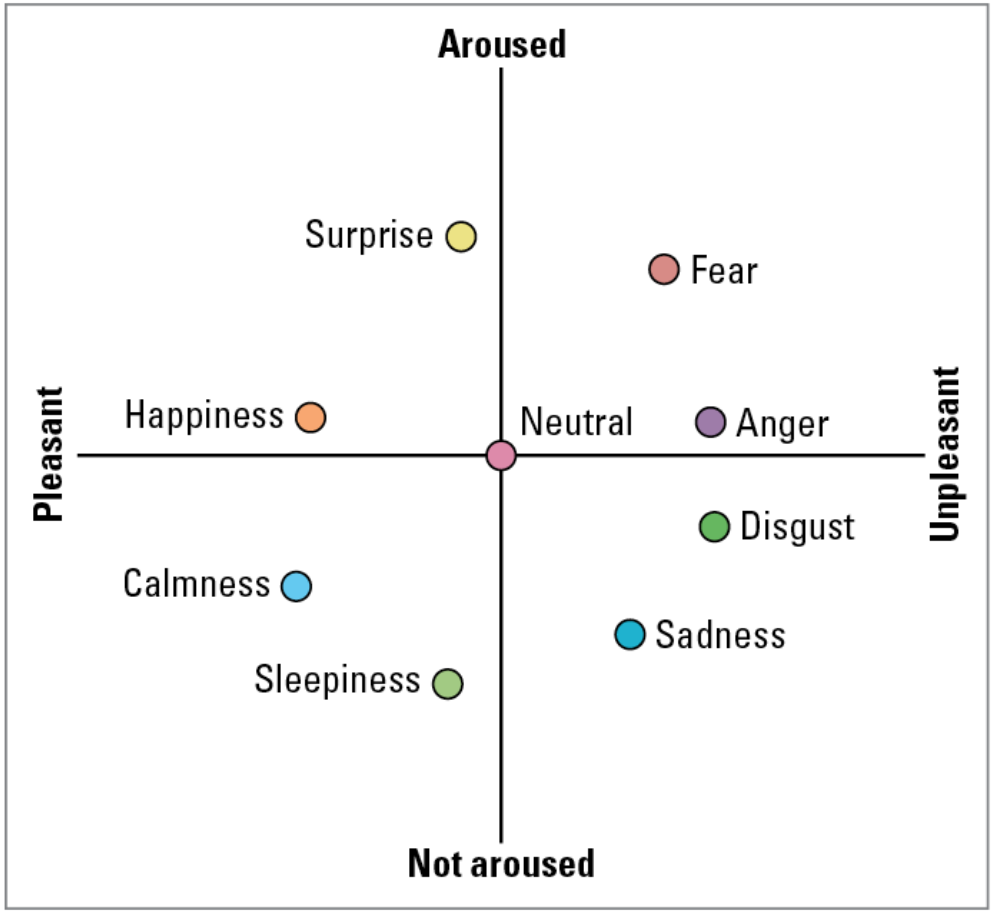 Aroused
Surprise
Fear
Happiness
Neutral
Anger
Pleasant
Unpleasant
Disgust
Calmness
Sadness
Sleepiness
Not aroused